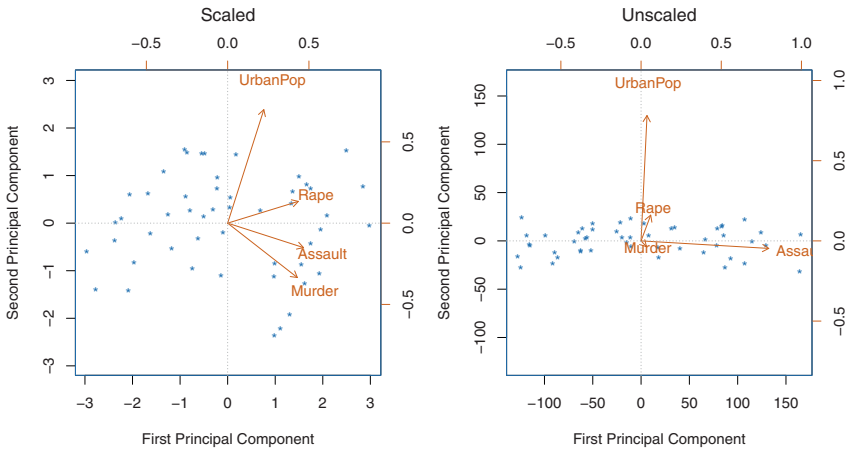 Scaled
−0.5 0.0 0.5
UrbanPop
Rape
Assault
Murder
3
2
1
0
−1
−2
−3
Second Principal Component
0.5
0.0
−0.5
−3 −2 −1 0 1 2 3
First Principal Component
Unscaled
−0.5 0.0 0.5 1.0
UrbanPop
Rape
Murder
Assau
150
100
50
0
−50
−100
Second Principal Component
1.0
0.5
0.0
−0.5
−100 −50 0 50 100 150
First Principal Component